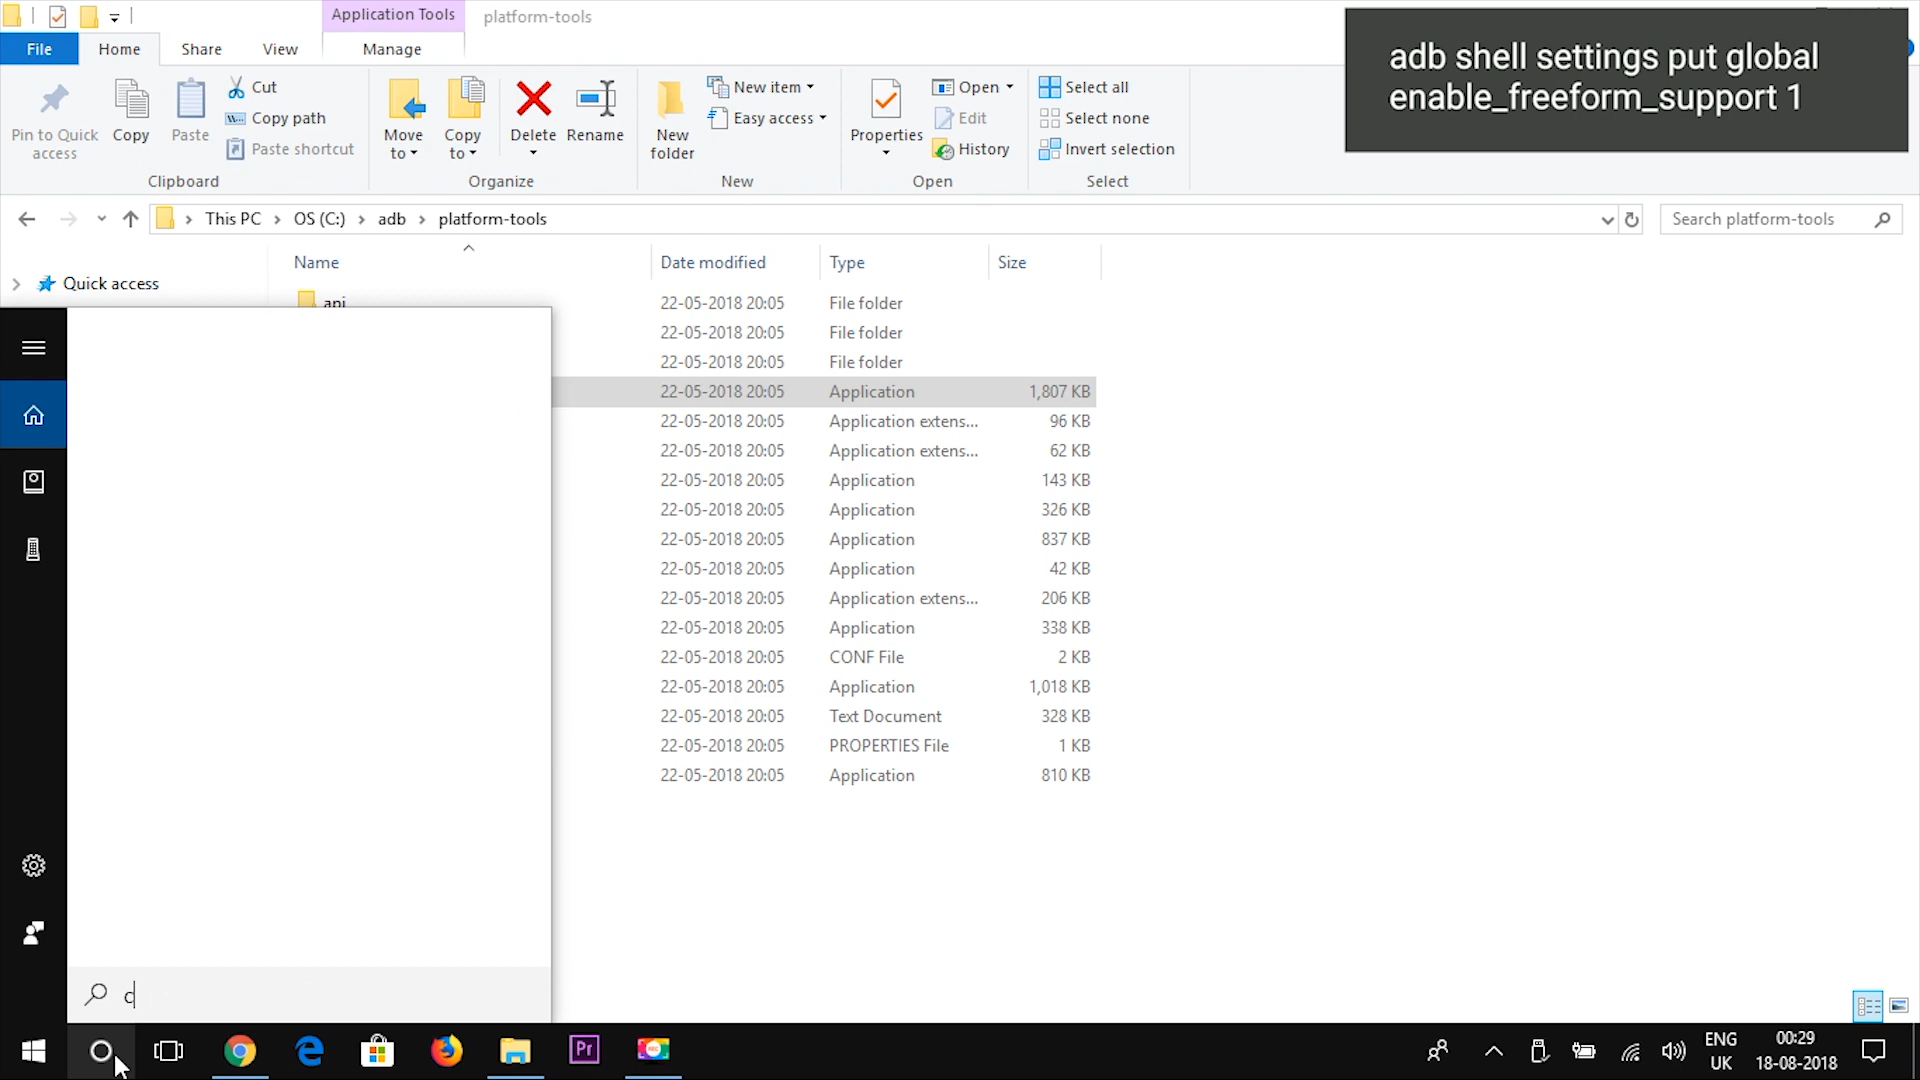 Application Tools
platform-tools
File
Home
Share
View
Manage
adb shell settings put global
enable_freeform_support 1
Pin to Quick
access
Copy
Paste
Cut
Copy path
Paste shortcut
Clipboard
Move
to
Copy
to
Delete
Rename
Organize
New
folder
New item
Easy access
New
Properties
Open
Edit
History
Open
Select all
Select none
Invert selection
Select
This PC
OS (C:)
adb
platform-tools
Search platform-tools
Name
Date modified
Type
Size
Quick access
api
22-05-2018 20:05 File folder
22-05-2018 20:05 File folder
22-05-2018 20:05 File folder
22-05-2018 20:05 Application 1,807 KB
22-05-2018 20:05 Application extens... 96 KB
22-05-2018 20:05 Application extens... 62 KB
22-05-2018 20:05 Application 143 KB
22-05-2018 20:05 Application 326 KB
22-05-2018 20:05 Application 837 KB
22-05-2018 20:05 Application 42 KB
22-05-2018 20:05 Application extens... 206 KB
22-05-2018 20:05 Application 338 KB
22-05-2018 20:05 CONF File 2 KB
22-05-2018 20:05 Application 1,018 KB
22-05-2018 20:05 Text Document 328 KB
22-05-2018 20:05 PROPERTIES File 1 KB
22-05-2018 20:05 Application 810 KB
c
Pr
ENG
UK
00:29
18-08-2018